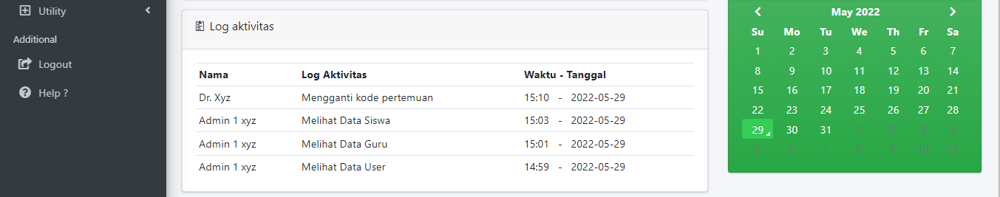 Utility
Additional
Logout
Help ?
Log aktivitas
Nama Log Aktivitas Waktu - Tanggal
Dr. Xyz Mengganti kode pertemuan 15:10 - 2022-05-29
Admin 1 xyz Melihat Data Siswa 15:03 - 2022-05-29
Admin 1 xyz Melihat Data Guru 15:01 - 2022-05-29
Admin 1 xyz Melihat Data User 14:59 - 2022-05-29
May 2022
Su Mo Tu We Th Fr Sa
1 2 3 4 5 6 7
8 9 10 11 12 13 14
15 16 17 18 19 20 21
22 23 24 25 26 27 28
29 30 31 1 2 3 4
5 6 7 8 9 10 11